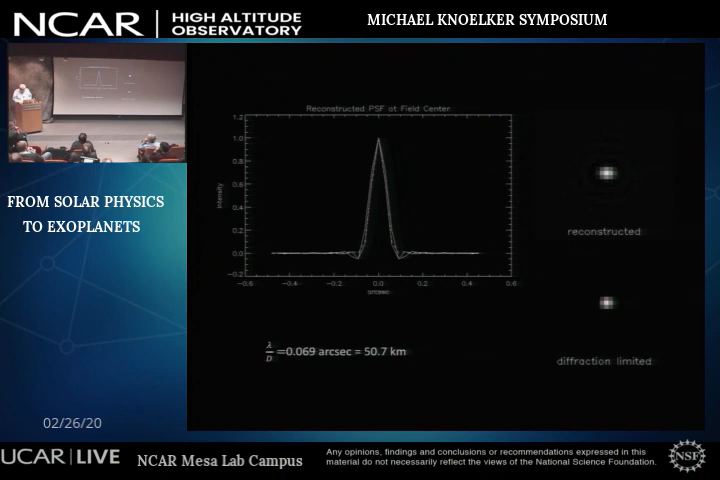 NCAR
HIGH ALTITUDE
OBSERVATORY
MICHAEL KNOELKER SYMPOSIUM
FROM SOLAR PHYSICS
TO EXOPLANETS
02/26/20
Reconstructed PSF at Field Center
Intensity
1.2
1.0
0.8
0.6
0.4
0.2
0.0
−0.2
−0.6 −0.4 −0.2 0.0 0.2 0.4 0.6
arcsec
reconstructed
diffraction limited
λ/D =0.069 arcsec = 50.7 km
UCAR | LIVE
NCAR Mesa Lab Campus
Any opinions, findings and conclusions or recommendations expressed in this
material do not necessarily reflect the views of the National Science Foundation.
NSF